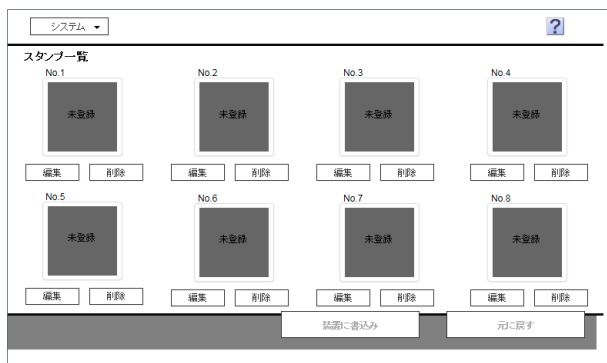 システム ▼
?
スタンプ一覧
No.1 No.2 No.3 No.4
未登録 未登録 未登録 未登録
編集 削除 編集 削除 編集 削除 編集 削除
No.5 No.6 No.7 No.8
未登録 未登録 未登録 未登録
編集 削除 編集 削除 編集 削除 編集 削除
装置に書込み 元に戻す